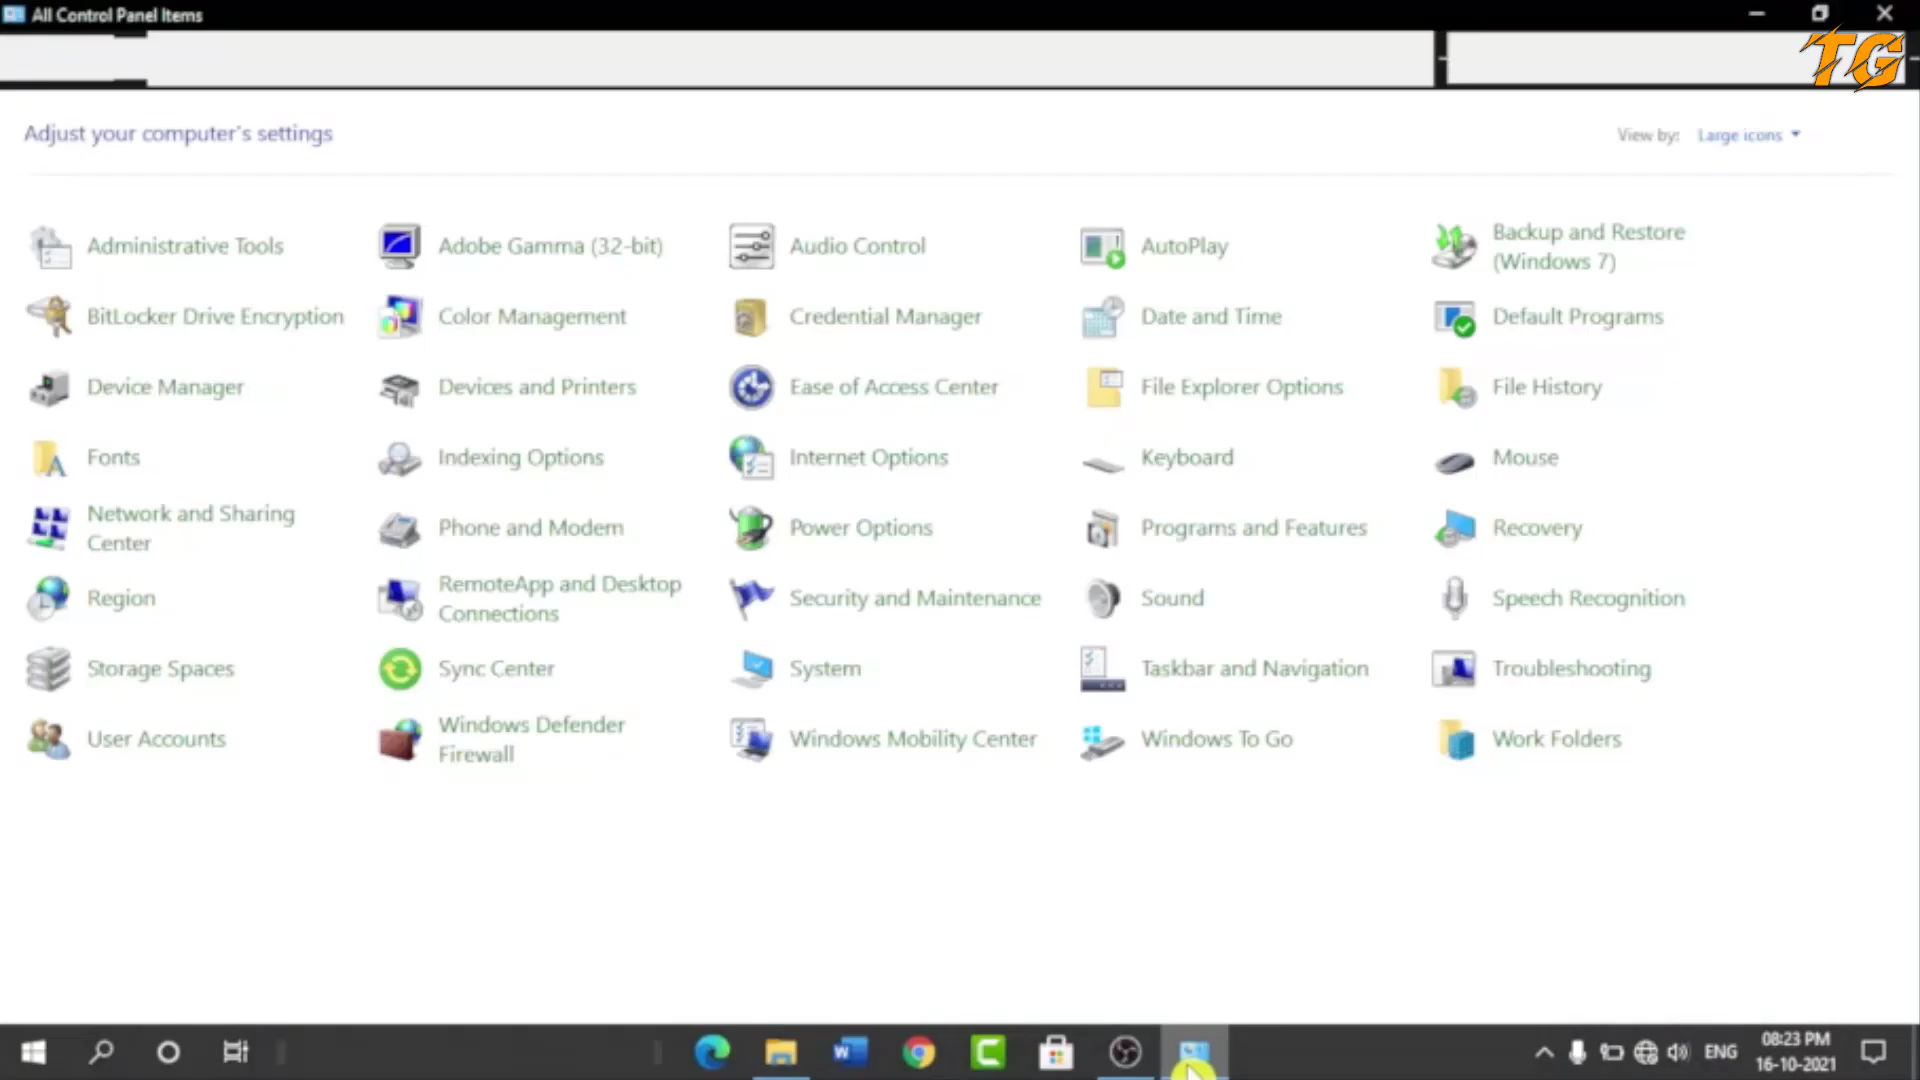 All Control Panel Items
TG
Adjust your computer's settings
View by: Large icons
Administrative Tools
Adobe Gamma (32-bit)
Audio Control
AutoPlay
Backup and Restore
(Windows 7)
BitLocker Drive Encryption
Color Management
Credential Manager
Date and Time
Default Programs
Device Manager
Devices and Printers
Ease of Access Center
File Explorer Options
File History
Fonts
Indexing Options
Internet Options
Keyboard
Mouse
Network and Sharing
Center
Phone and Modem
Power Options
Programs and Features
Recovery
Region
RemoteApp and Desktop
Connections
Security and Maintenance
Sound
Speech Recognition
Storage Spaces
Sync Center
System
Taskbar and Navigation
Troubleshooting
User Accounts
Windows Defender
Firewall
Windows Mobility Center
Windows To Go
Work Folders
ENG
08:23 PM
16-10-2021